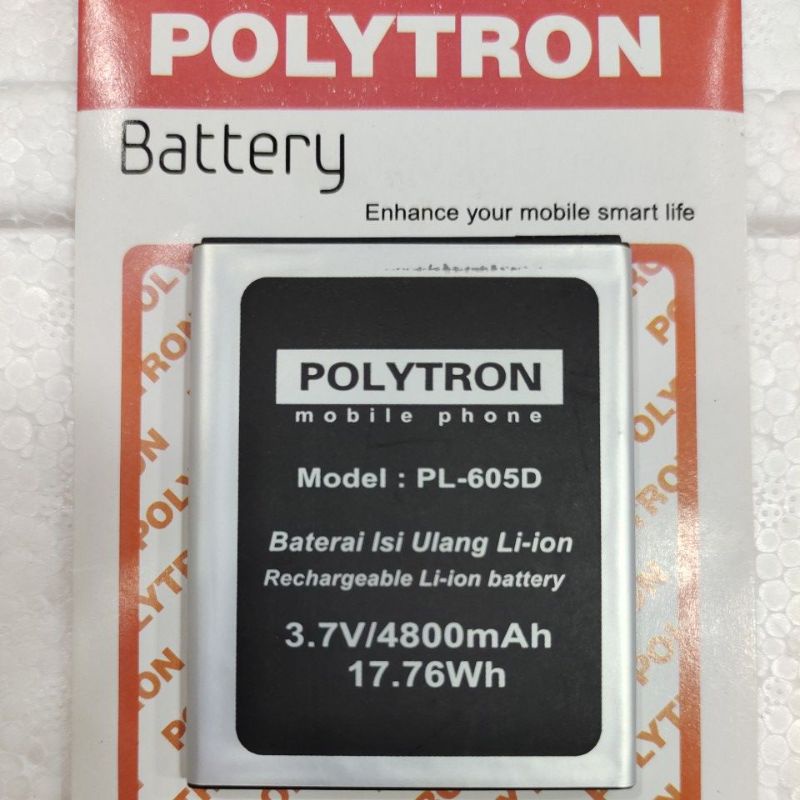 POLYTRON
Battery
Enhance your mobile smart life
POLYTRON
mobile phone
Model : PL-605D
Baterai Isi Ulang Li-ion
Rechargeable Li-ion battery
3.7V/4800mAh
17.76Wh